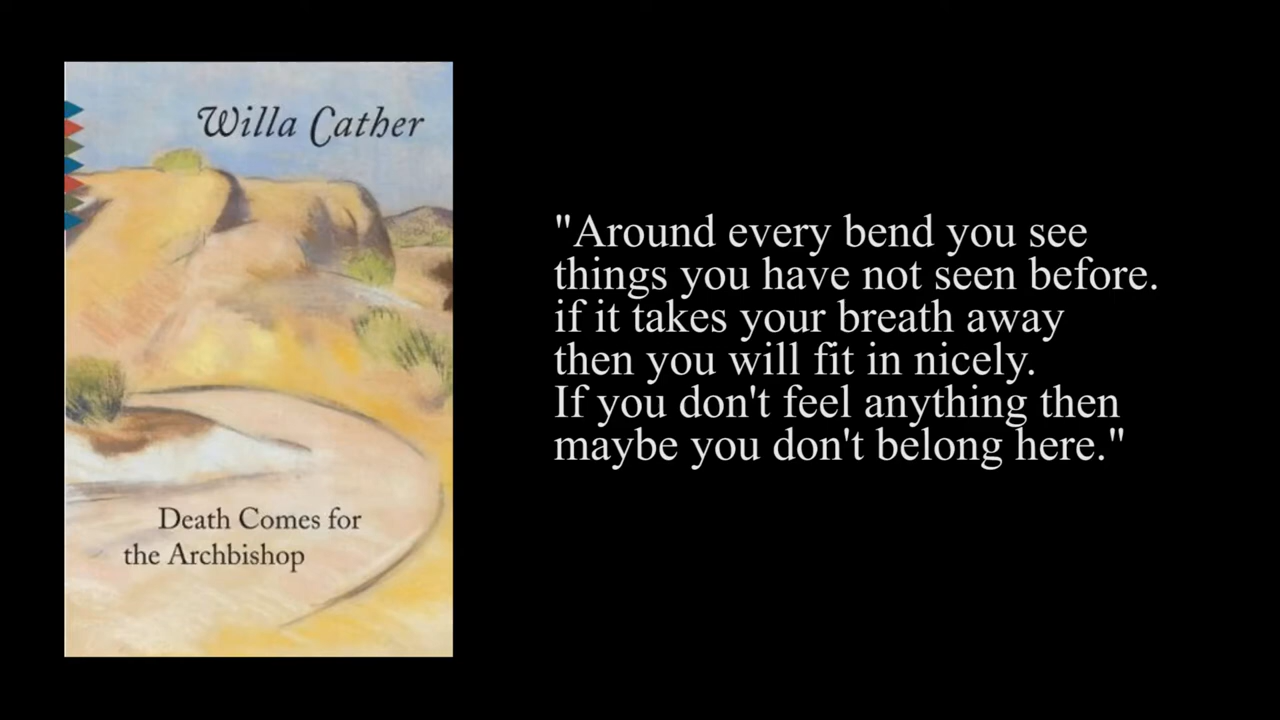 Willa Cather
Death Comes for
the Archbishop
"Around every bend you see
things you have not seen before.
if it takes your breath away
then you will fit in nicely.
If you don't feel anything then
maybe you don't belong here."